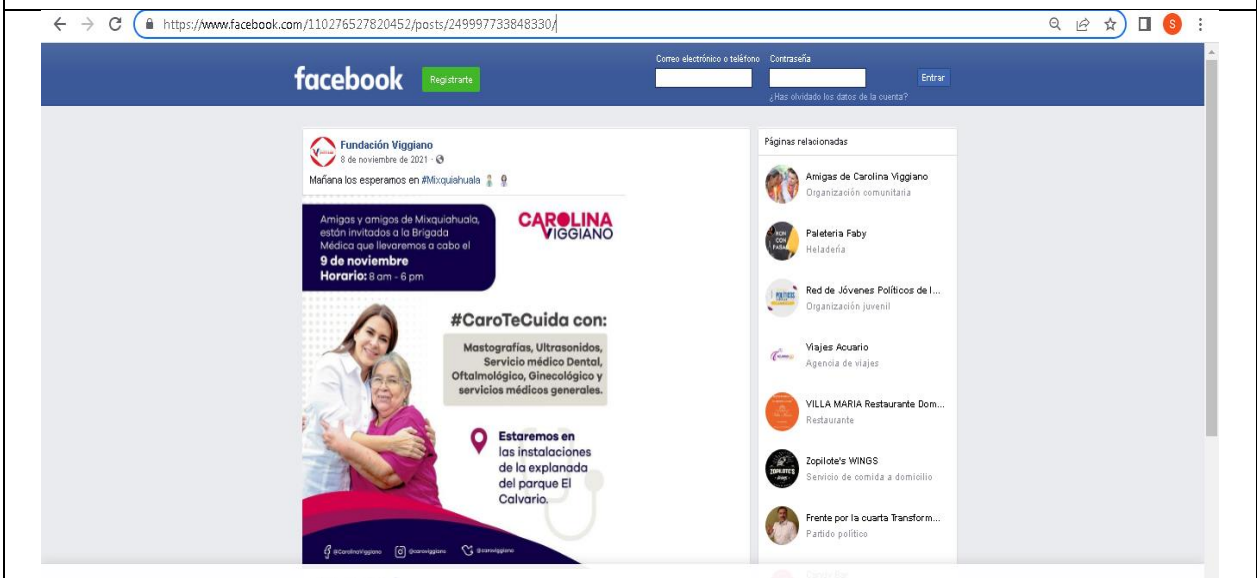 https://www.facebook.com/110276527820452/posts/249997733848330/
S
facebook
Registrarte
Correo electrónico o teléfono
Contraseña
Entrar
¿Has olvidado los datos de la cuenta?
Fundación Viggiano
8 de noviembre de 2021 ·
Mañana los esperamos en #Mixquiahuala
Amigas y amigos de Mixquiahuala,
están invitados a la Brigada
Médica que llevaremos a cabo el
9 de noviembre
Horario: 8 am - 6 pm
CAROLINA
VIGGIANO
#CaroTeCuida con:
Mastografías, Ultrasonidos,
Servicio médico Dental,
Oftalmológico, Ginecológico y
servicios médicos generales.
Estaremos en
las instalaciones
de la explanada
del parque El
Calvario.
@CarolinaViggiano
@caroviggiano
@caroviggiano
Páginas relacionadas
Amigas de Carolina Viggiano
Organización comunitaria
Paleteria Faby
Heladería
Red de Jóvenes Políticos de l...
Organización juvenil
Viajes Acuario
Agencia de viajes
VILLA MARIA Restaurante Dom...
Restaurante
Zopilote's WINGS
Servicio de comida a domicilio
Frente por la cuarta Transform...
Partido político